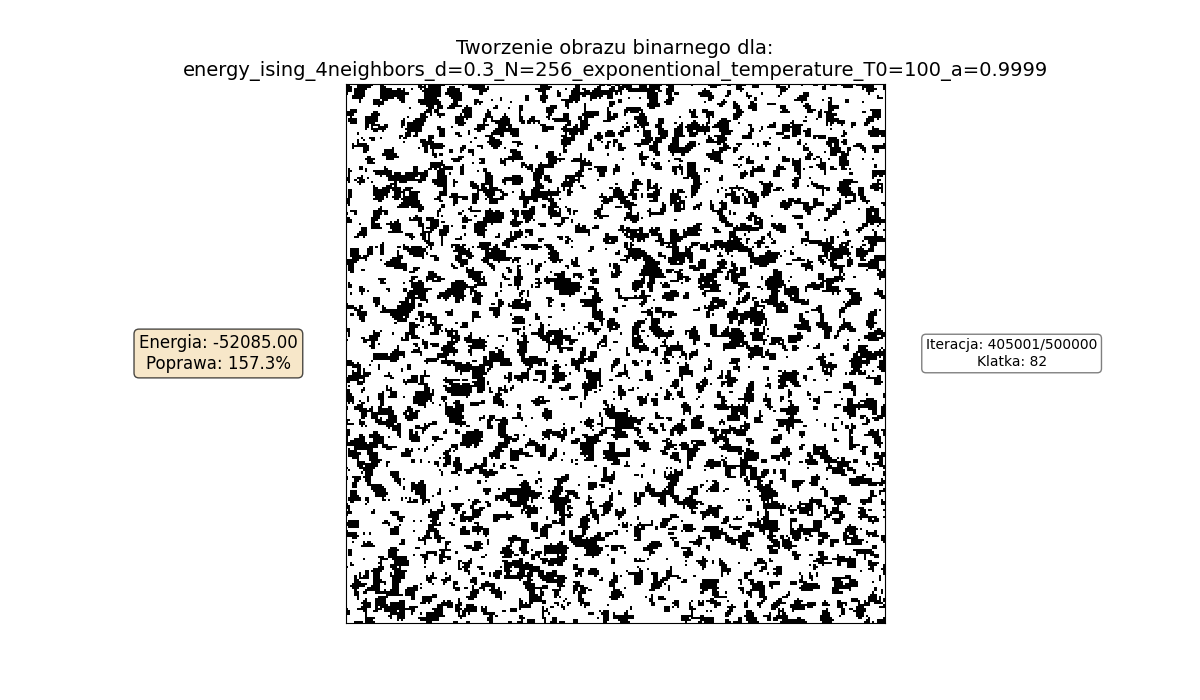 Tworzenie obrazu binarnego dla:
energy_ising_4neighbors_d=0.3_N=256_exponentional_temperature_T0=100_a=0.9999
Energia: -52085.00
Poprawa: 157.3%
Iteracja: 405001/500000
Klatka: 82